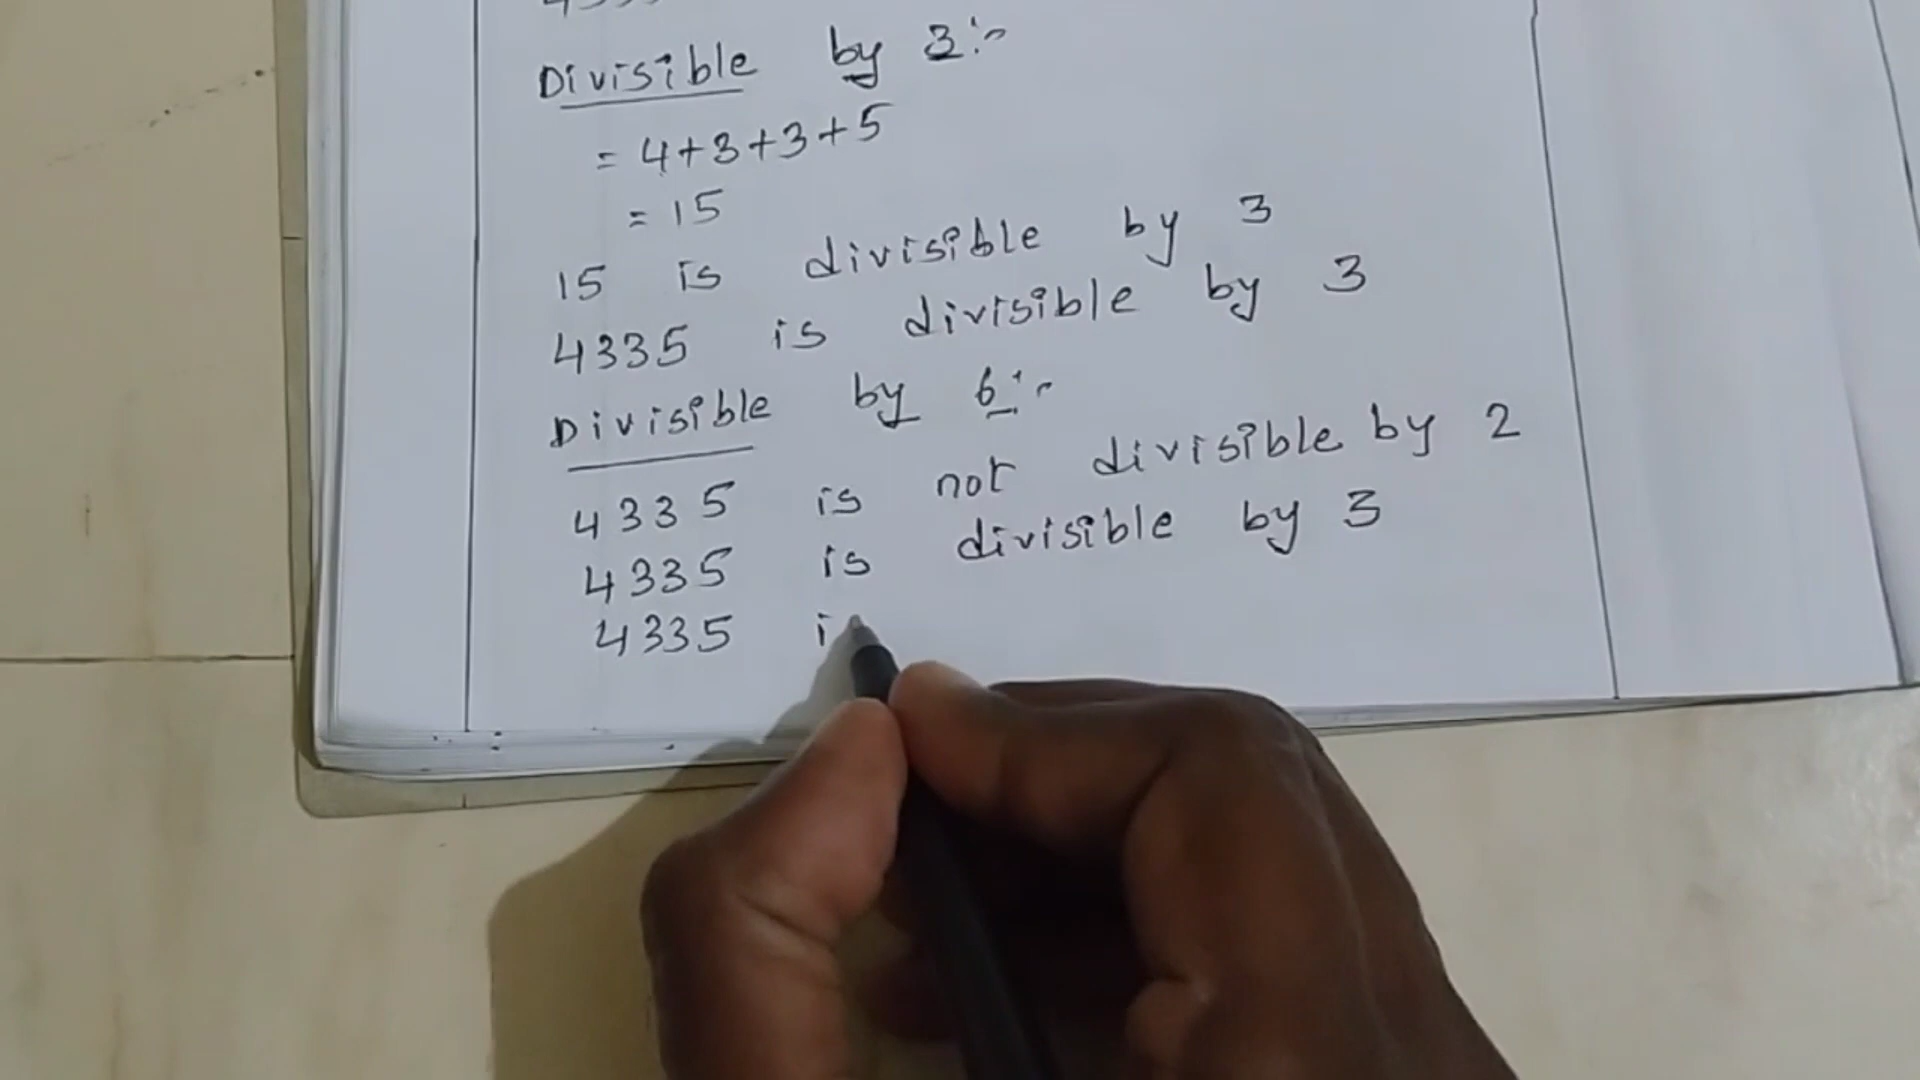 Divisible by 3:-
= 4+3+3+5
= 15
15 is divisible by 3
4335 is divisible by 3
Divisible by 6:-
4335 is not divisible by 2
4335 is divisible by 3
4335 i